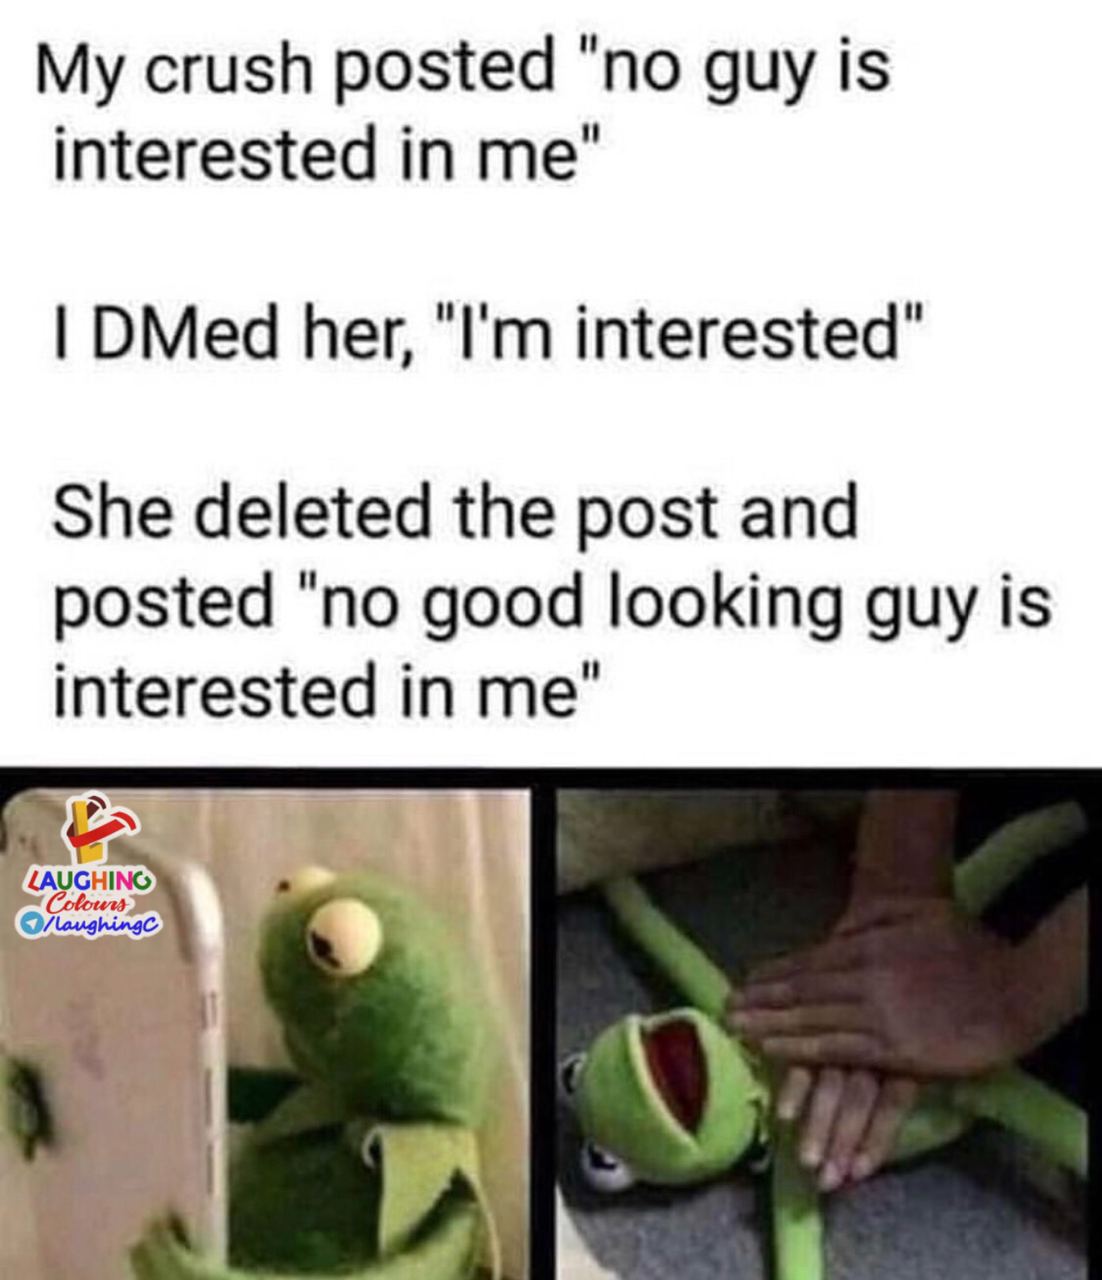 My crush posted "no guy is
interested in me"
I DMed her, "I'm interested"
She deleted the post and
posted "no good looking guy is
interested in me"
LAUGHING
Colours
/laughingC